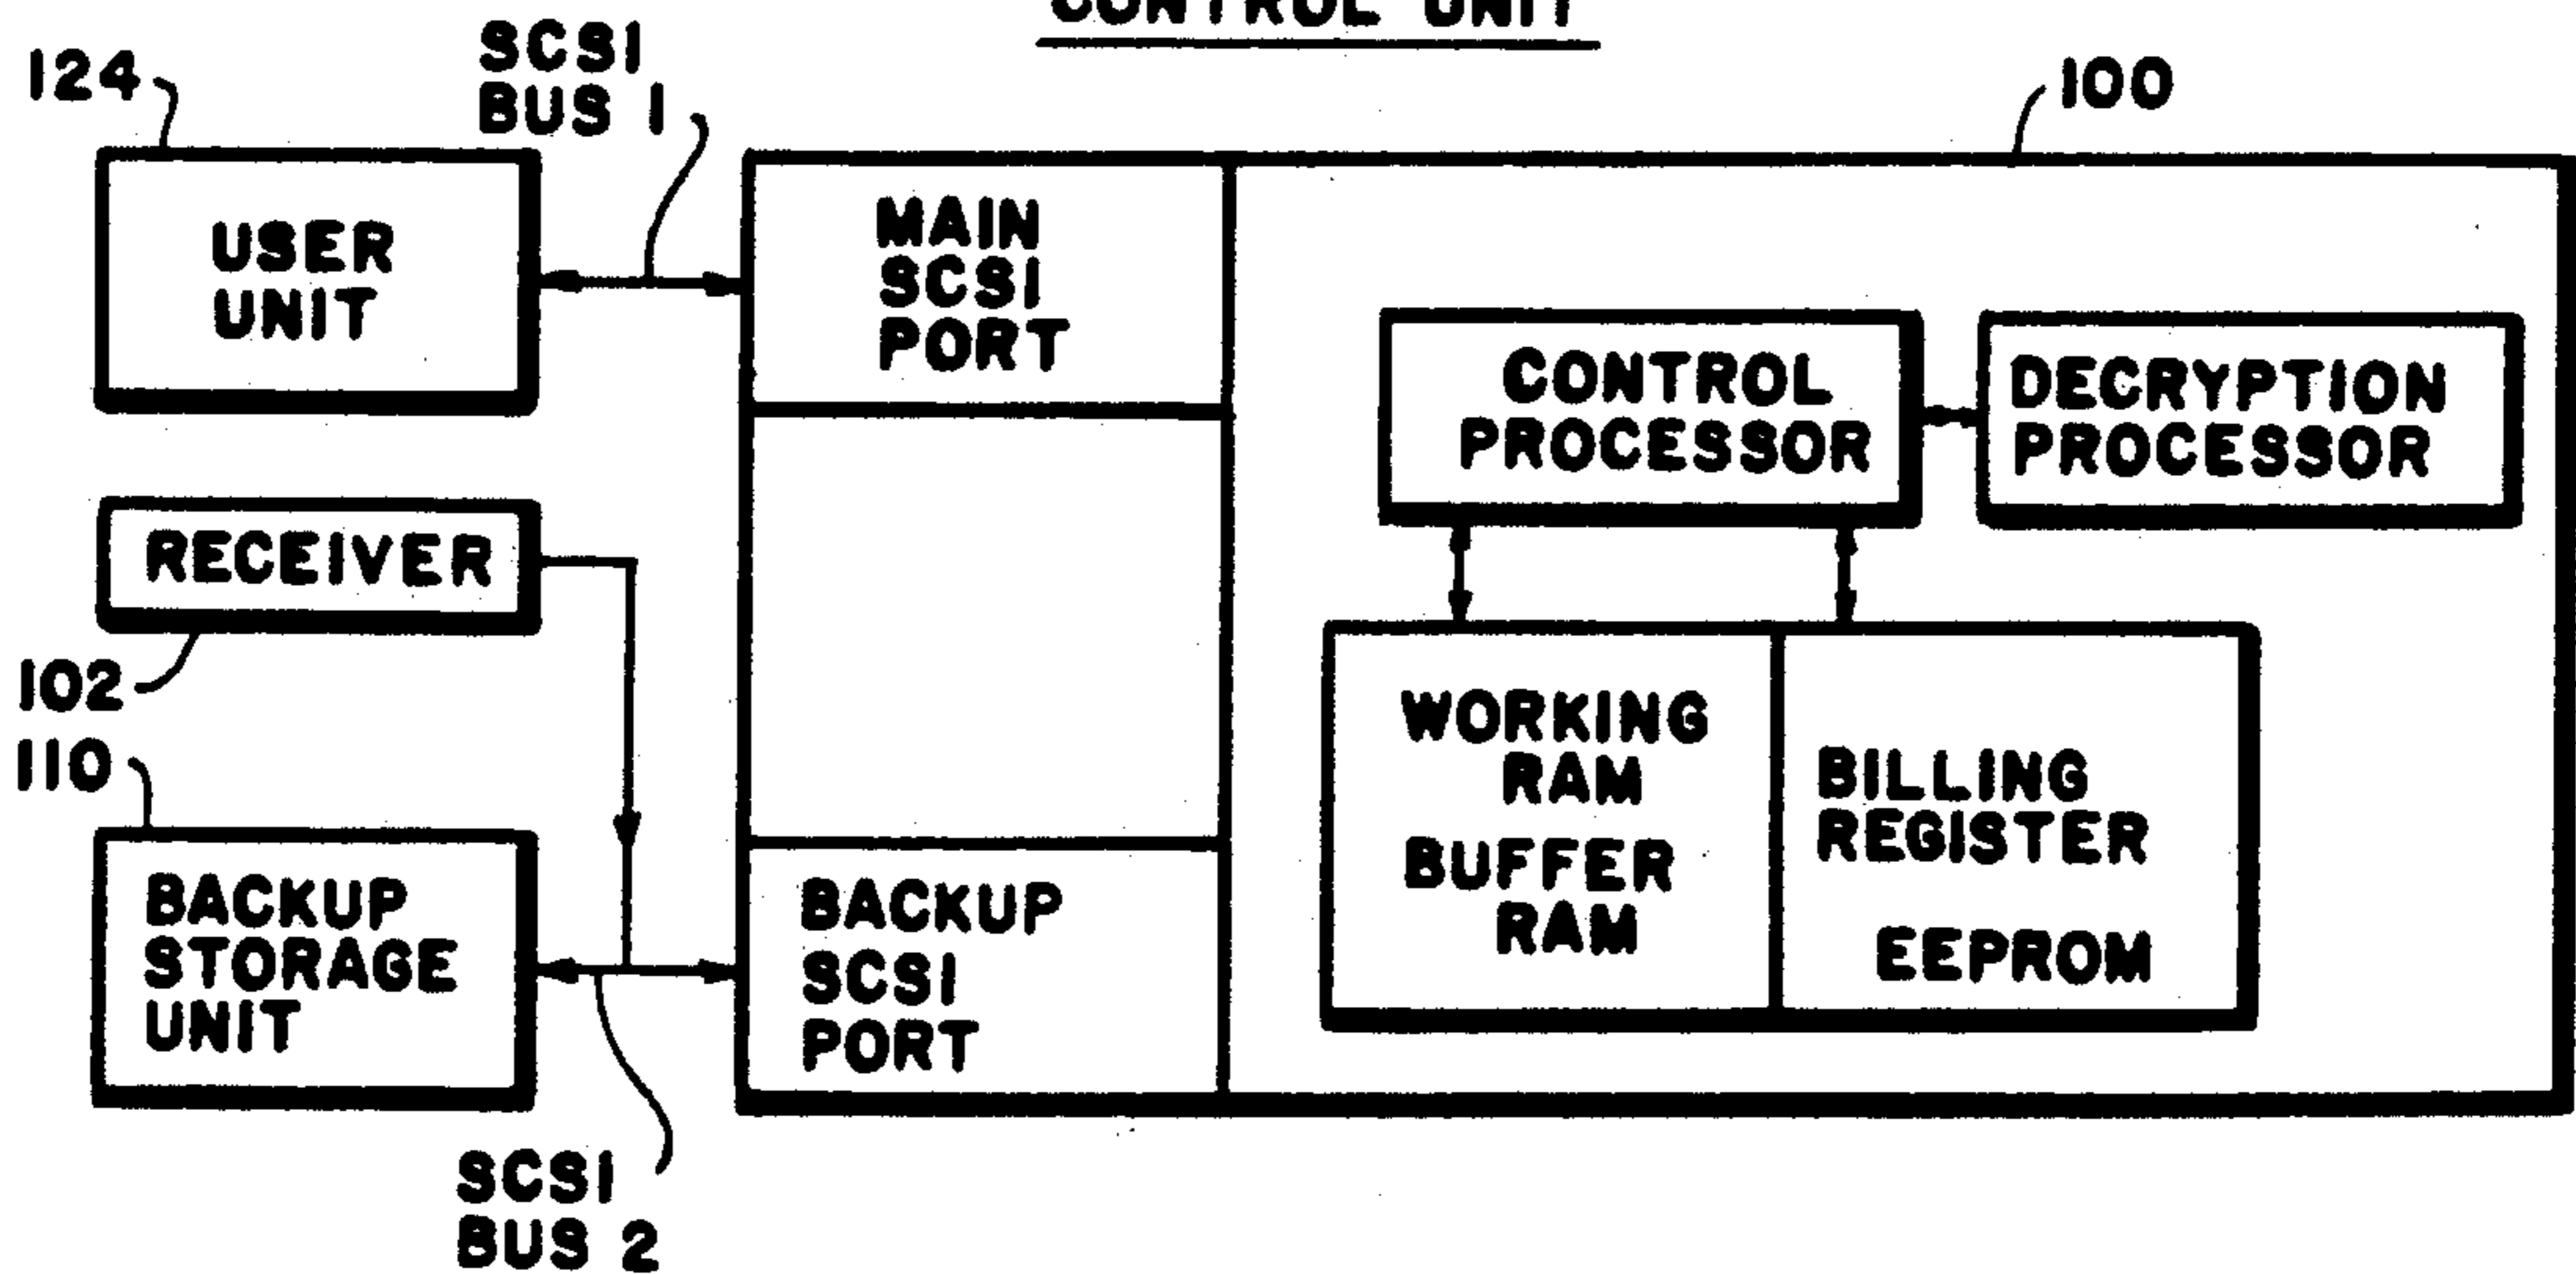 CONTROL UNIT
124
SCSI
BUS 1
100
USER
UNIT
MAIN
SCSI
PORT
CONTROL
PROCESSOR
DECRYPTION
PROCESSOR
RECEIVER
102
110
WORKING
RAM
BUFFER
RAM
BILLING
REGISTER
EEPROM
BACKUP
STORAGE
UNIT
BACKUP
SCSI
PORT
SCSI
BUS 2